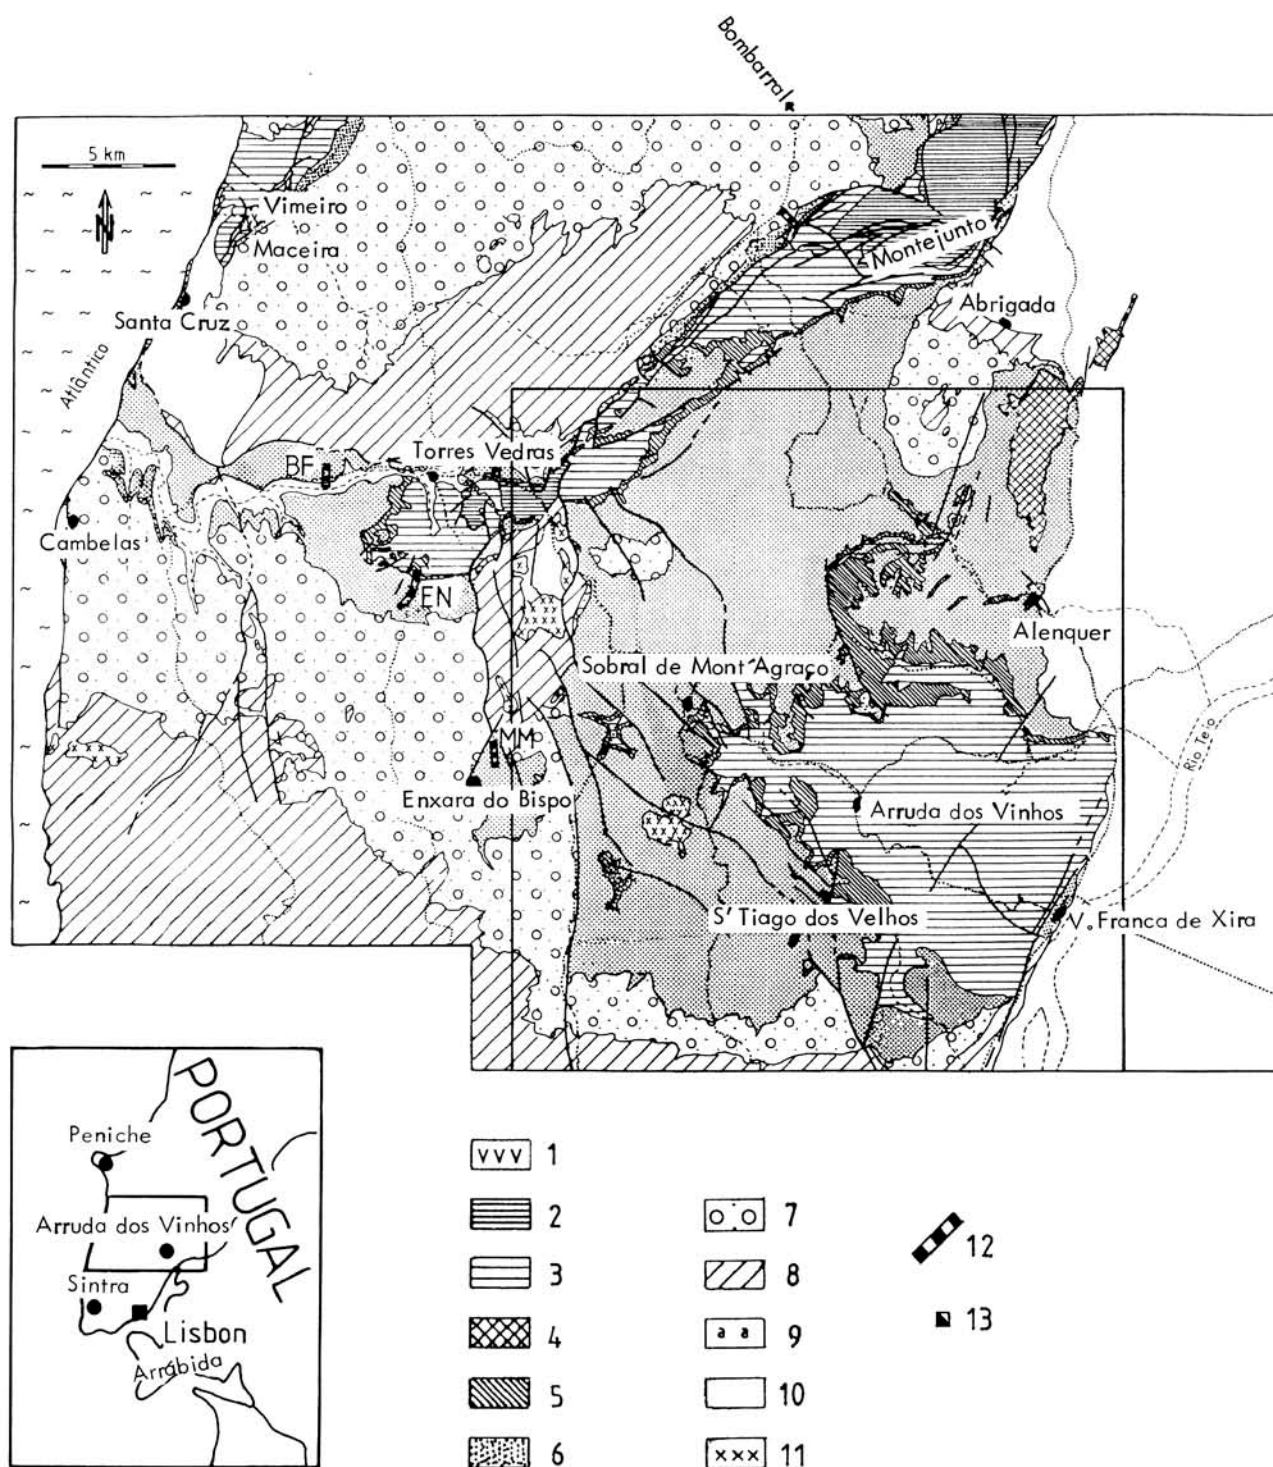 Bombarral
5 km
N
Vimeiro
Maceira
Montejunto
Santa Cruz
Abrigada
Atlântico
BF
Torres Vedras
Cambelas
EN
Alenquer
Sobral de Mont'Agraço
MM
Rio Tejo
Enxara do Bispo
Arruda dos Vinhos
S' Tiago dos Velhos
V. Franca de Xira
PORTUGAL
Peniche
Arruda dos Vinhos
Sintra
Lisbon
Arrábida
vvv 1
2
3
4
5
6
7
8
a a 9
10
xxx 11
12
13